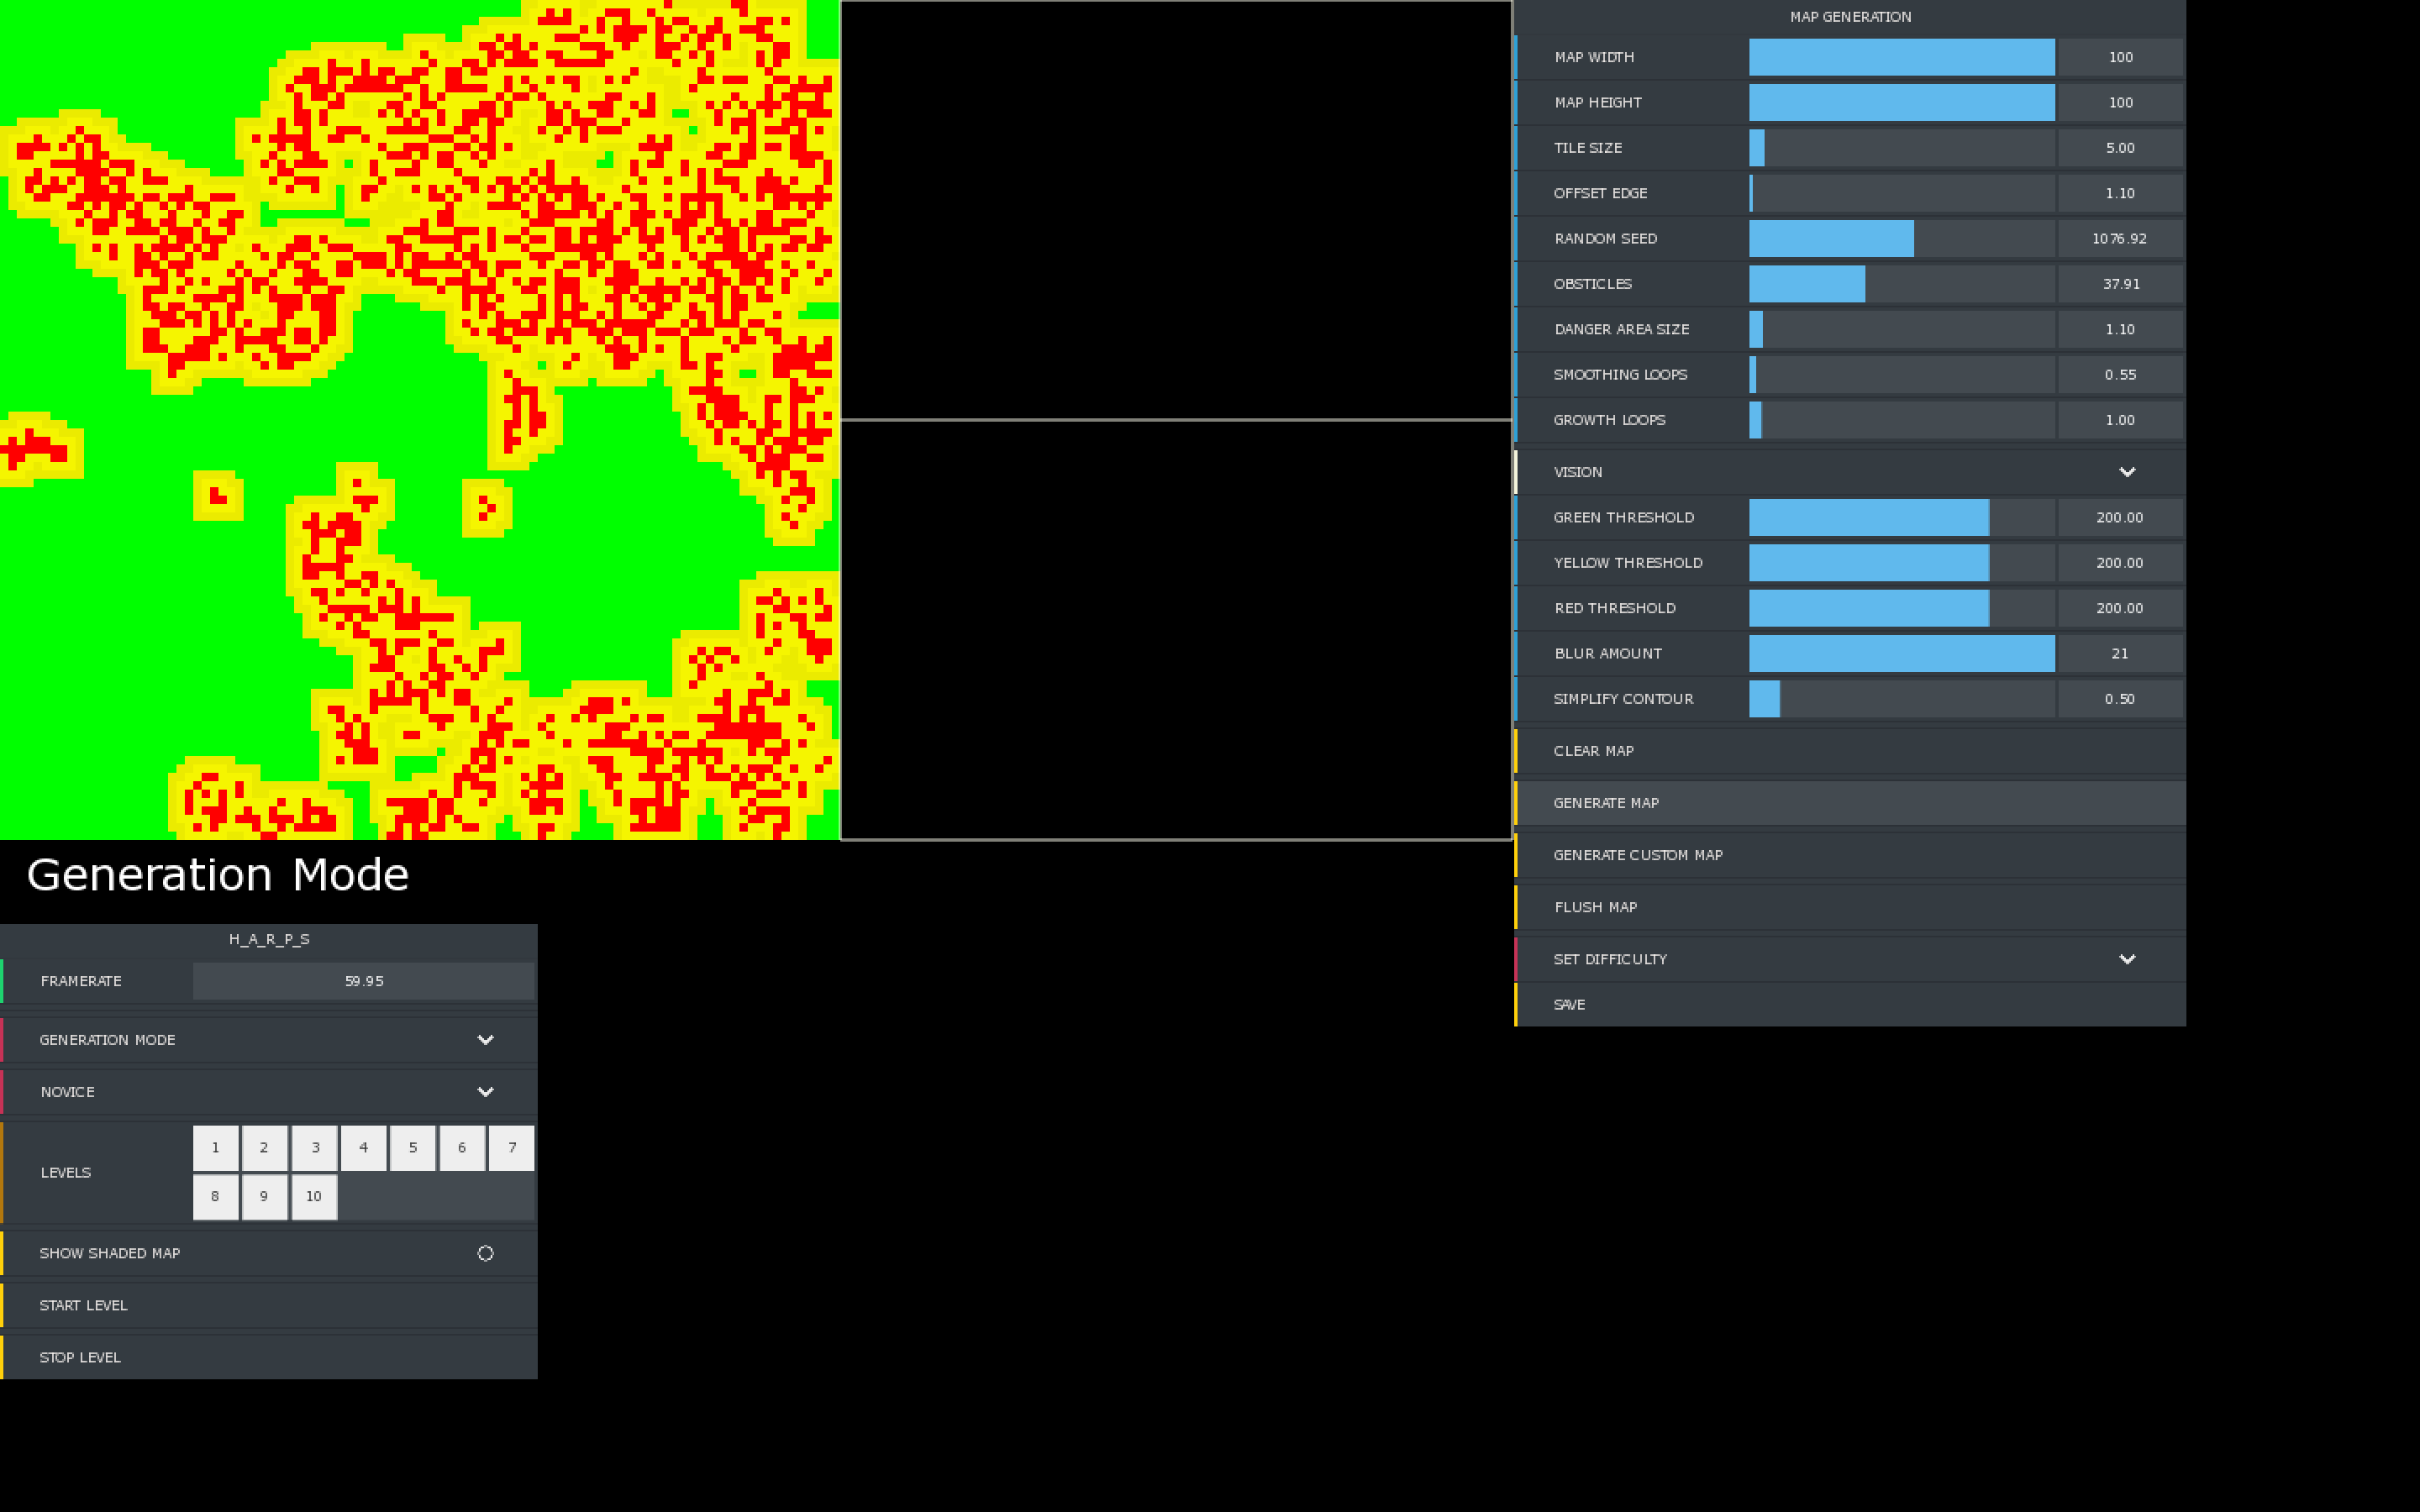 MAP GENERATION
MAP WIDTH 100
MAP HEIGHT 100
TILE SIZE 5.00
OFFSET EDGE 1.10
RANDOM SEED 1076.92
OBSTICLES 37.91
DANGER AREA SIZE 1.10
SMOOTHING LOOPS 0.55
GROWTH LOOPS 1.00
VISION
GREEN THRESHOLD 200.00
YELLOW THRESHOLD 200.00
RED THRESHOLD 200.00
BLUR AMOUNT 21
SIMPLIFY CONTOUR 0.50
CLEAR MAP
GENERATE MAP
GENERATE CUSTOM MAP
FLUSH MAP
SET DIFFICULTY
SAVE
Generation Mode
H_A_R_P_S
FRAMERATE 59.95
GENERATION MODE
NOVICE
LEVELS
1 2 3 4 5 6 7
8 9 10
SHOW SHADED MAP
START LEVEL
STOP LEVEL